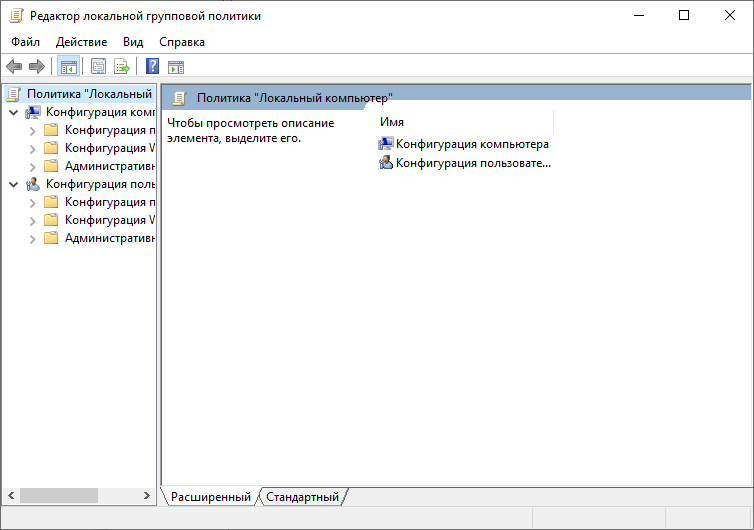 Редактор локальной групповой политики
Файл Действие Вид Справка
Политика "Локальный
Конфигурация комп
Конфигурация п
Конфигурация W
Административн
Конфигурация поль
Конфигурация п
Конфигурация W
Административн
Политика "Локальный компьютер"
Чтобы просмотреть описание
элемента, выделите его.
Имя
Конфигурация компьютера
Конфигурация пользовате...
Расширенный Стандартный